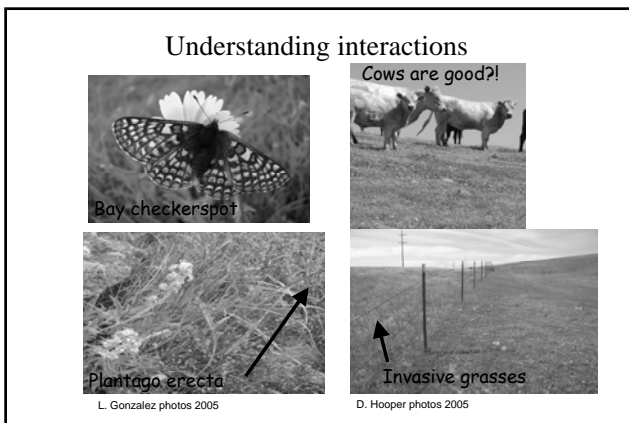 Understanding interactions
Bay checkerspot
Cows are good?!
Plantago erecta
Invasive grasses
L. Gonzalez photos 2005
D. Hooper photos 2005